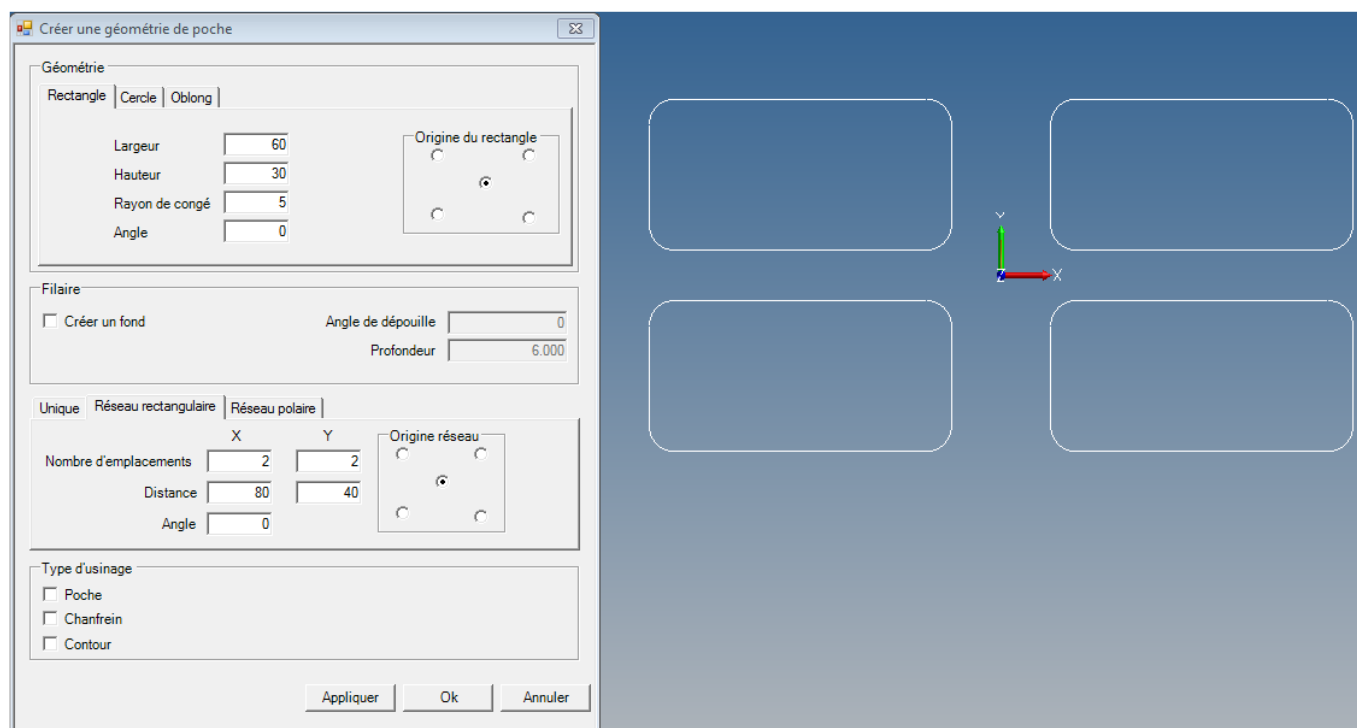 Créer une géométrie de poche
Géométrie
Rectangle Cercle Oblong
Largeur 60
Hauteur 30
Rayon de congé 5
Angle 0
Origine du rectangle
Filaire
Créer un fond
Angle de dépouille 0
Profondeur 6.000
Unique Réseau rectangulaire Réseau polaire
X Y
Nombre d'emplacements 2 2
Distance 80 40
Angle 0
Origine réseau
Type d'usinage
Poche
Chanfrein
Contour
Appliquer Ok Annuler
Y
Z X